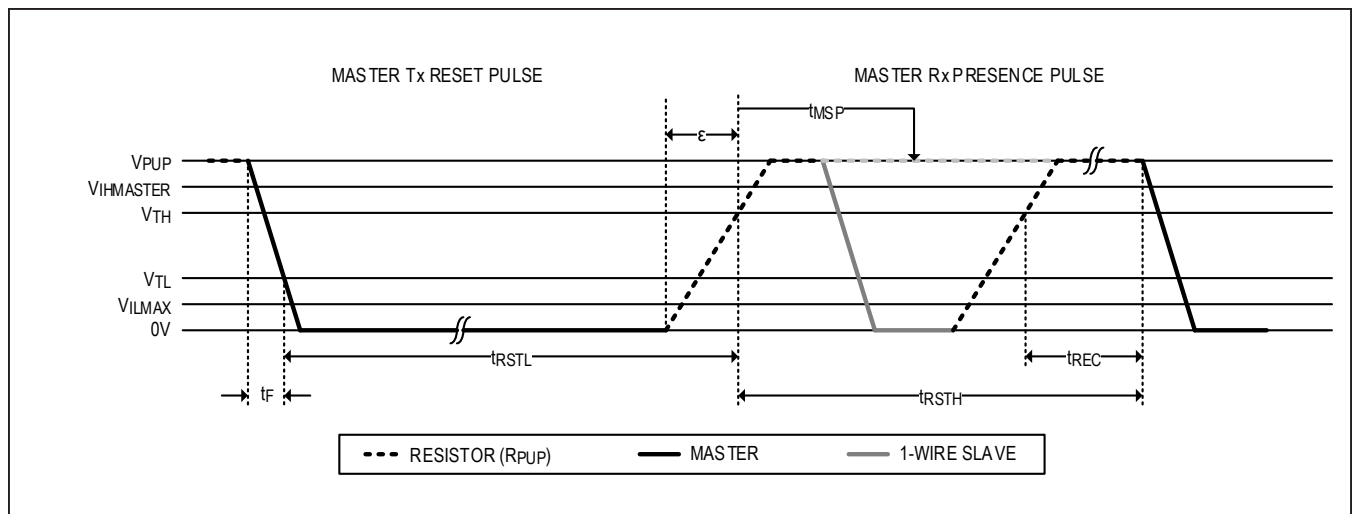 MASTER Tx RESET PULSE
MASTER Rx PRESENCE PULSE
tMSP
ε
VPUP
VIHMASTER
VTH
VTL
VILMAX
0V
tRSTL
tREC
tF
tRSTH
RESISTOR (RPUP)
MASTER
1-WIRE SLAVE